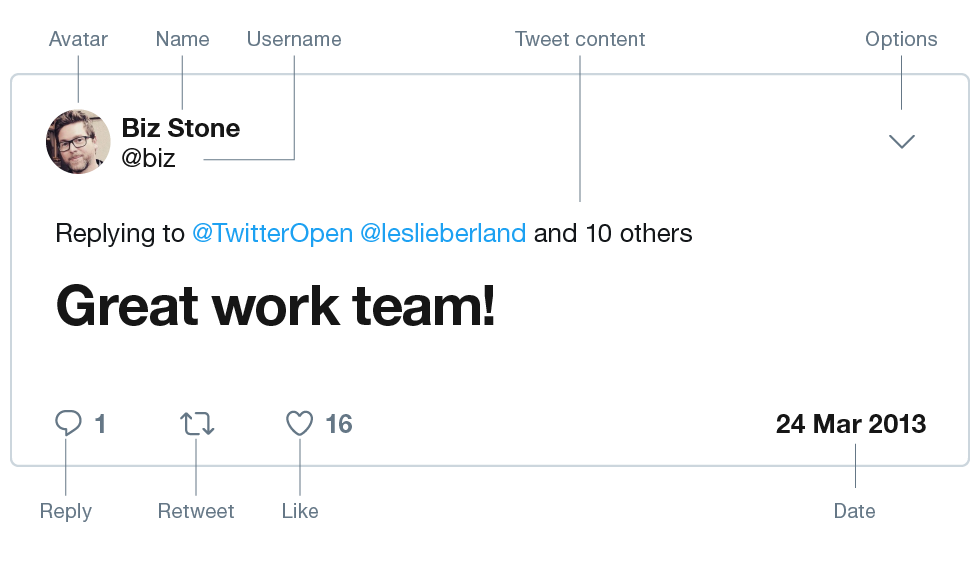 Avatar Name Username Tweet content Options
Biz Stone
@biz
Replying to @TwitterOpen @leslieberland and 10 others
Great work team!
1 16 24 Mar 2013
Reply Retweet Like Date